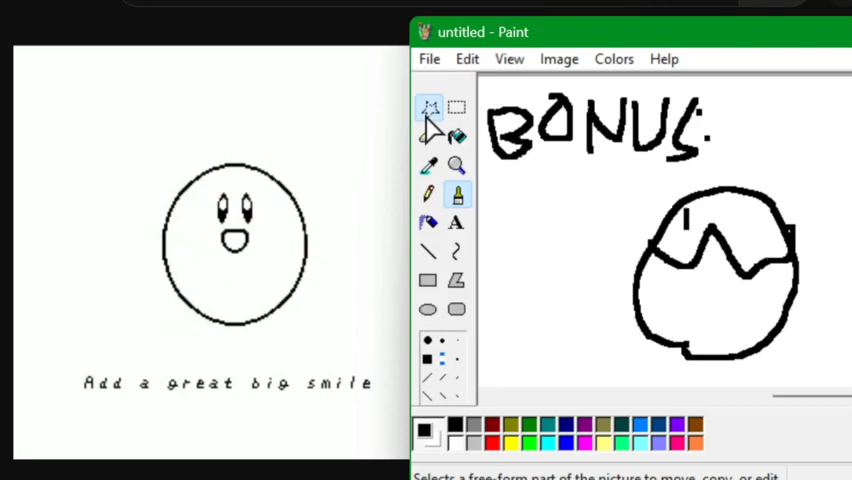 untitled - Paint
File Edit View Image Colors Help
BONUS:
A
Add a great big smile
Selects a free-form part of the picture to move, copy, or edit.